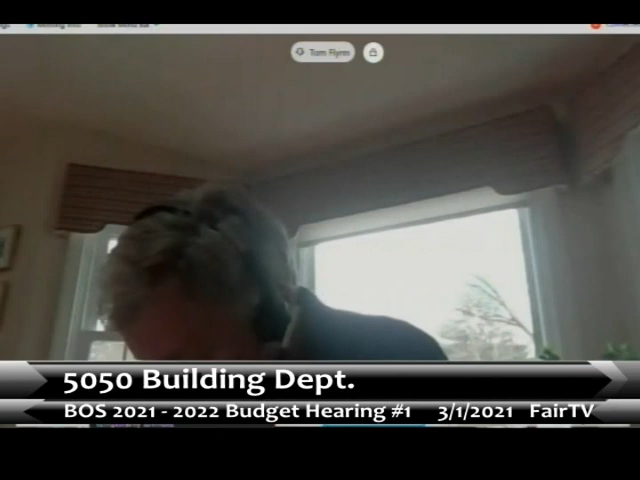 Tom Flynn
5050 Building Dept.
BOS 2021 - 2022 Budget Hearing #1 3/1/2021 FairTV